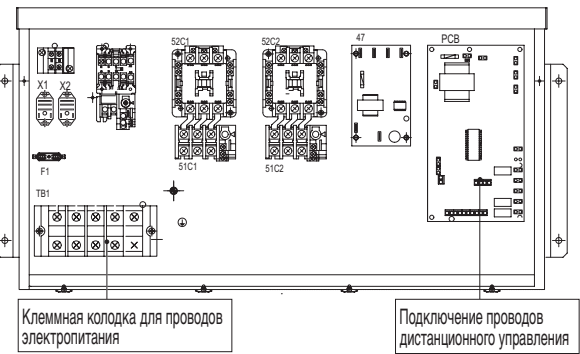 52C1
52C2
47
PCB
X1
X2
51C1
51C2
F1
TB1
Клеммная колодка для проводов
электропитания
Подключение проводов
дистанционного управления